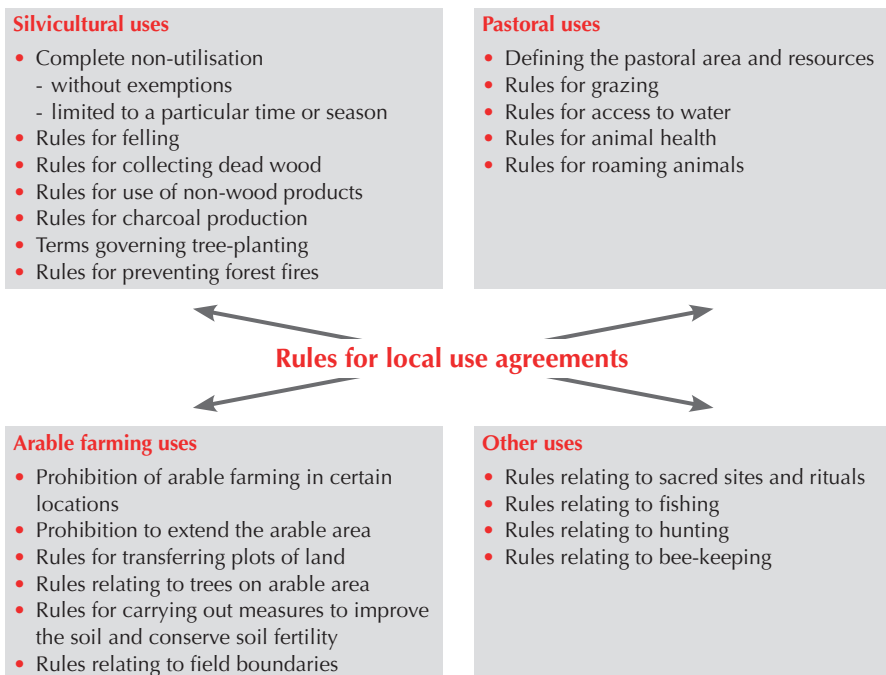 Silvicultural uses
• Complete non-utilisation
- without exemptions
- limited to a particular time or season
• Rules for felling
• Rules for collecting dead wood
• Rules for use of non-wood products
• Rules for charcoal production
• Terms governing tree-planting
• Rules for preventing forest fires
Pastoral uses
• Defining the pastoral area and resources
• Rules for grazing
• Rules for access to water
• Rules for animal health
• Rules for roaming animals
Rules for local use agreements
Arable farming uses
• Prohibition of arable farming in certain
locations
• Prohibition to extend the arable area
• Rules for transferring plots of land
• Rules relating to trees on arable area
• Rules for carrying out measures to improve
the soil and conserve soil fertility
• Rules relating to field boundaries
Other uses
• Rules relating to sacred sites and rituals
• Rules relating to fishing
• Rules relating to hunting
• Rules relating to bee-keeping